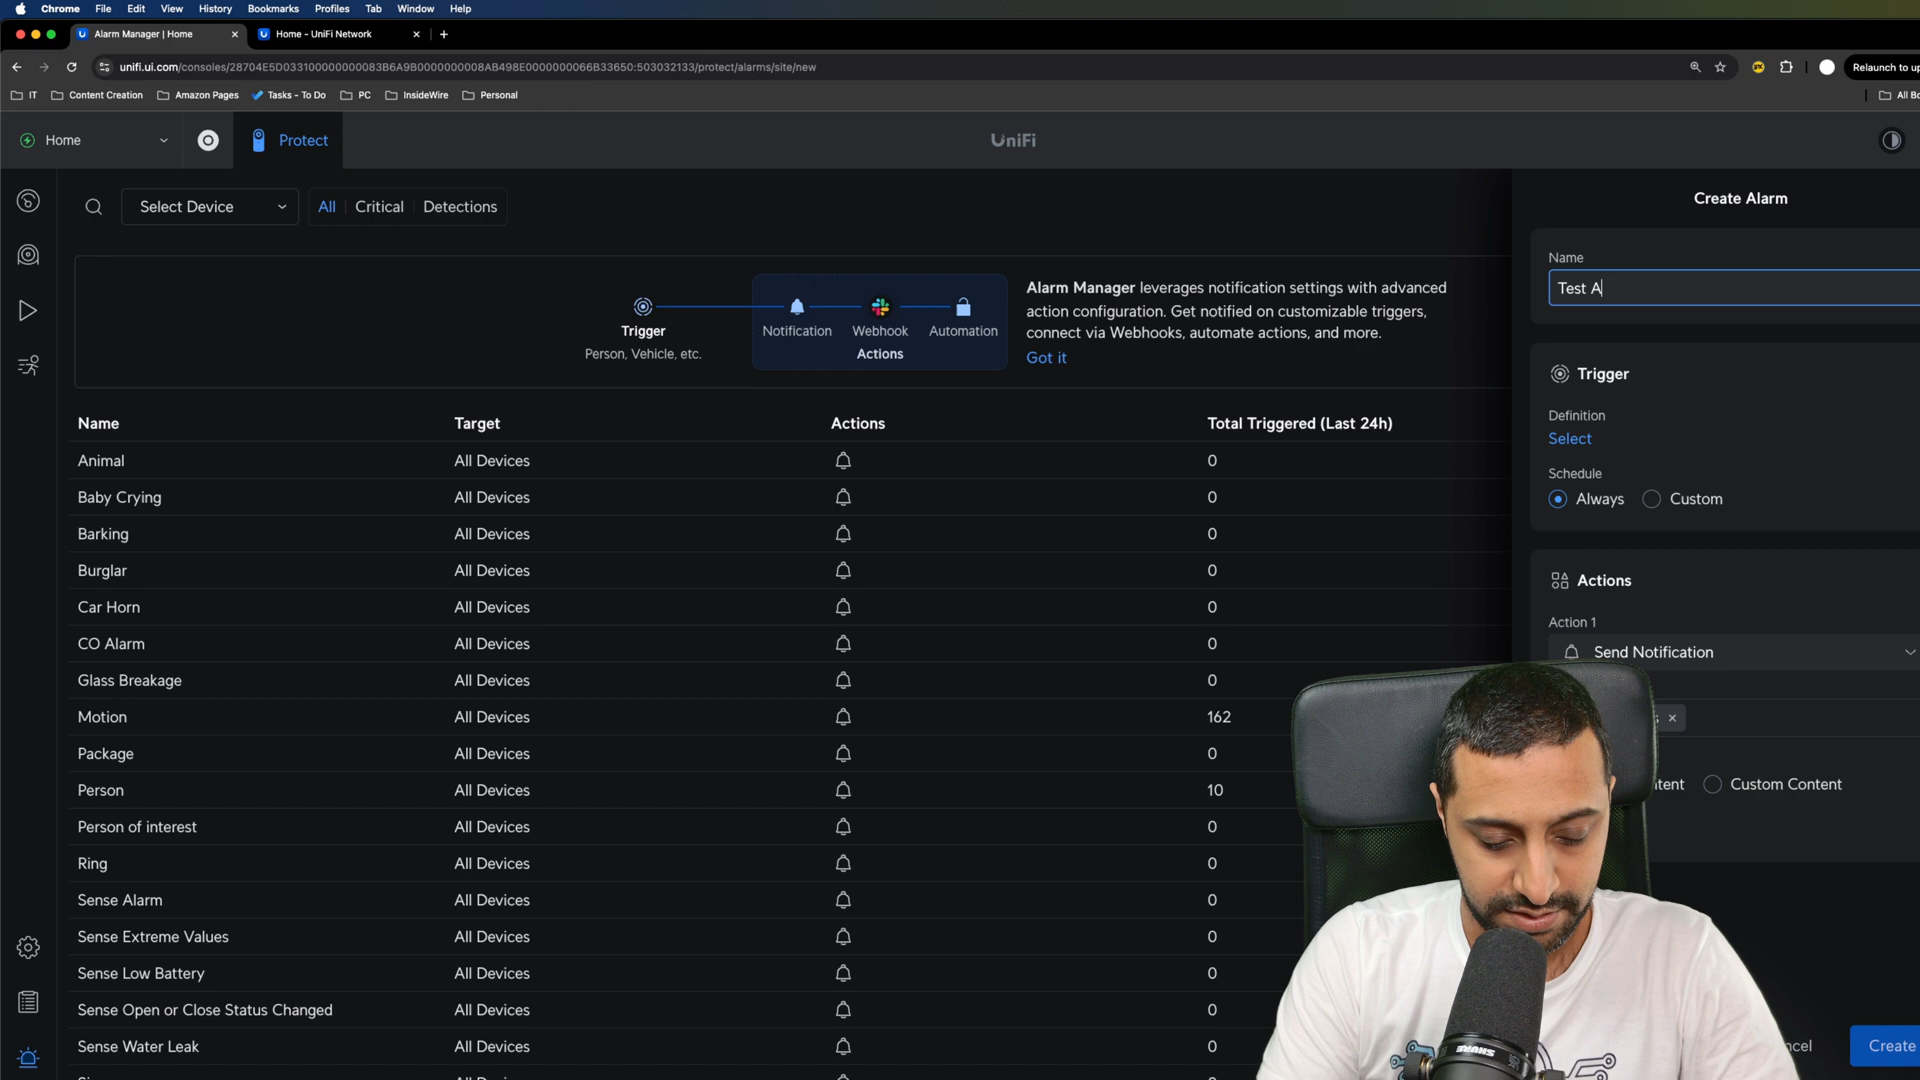 Chrome File Edit View History Bookmarks Profiles Tab Window Help
Alarm Manager | Home Home - UniFi Network
unifi.ui.com/consoles/28704E5D033100000000083B6A9B0000000008AB498E0000000066B33650:503032133/protect/alarms/site/new
Relaunch to up
IT Content Creation Amazon Pages Tasks - To Do PC InsideWire Personal All Bo
Home Protect UniFi
Select Device All Critical Detections
Create Alarm
Name
Test A
Trigger
Person, Vehicle, etc.
Notification Webhook Automation
Actions
Alarm Manager leverages notification settings with advanced
action configuration. Get notified on customizable triggers,
connect via Webhooks, automate actions, and more.
Got it
Trigger
Definition
Select
Schedule
Always Custom
Actions
Action 1
Send Notification
Custom Content
Create
Name Target Actions Total Triggered (Last 24h)
Animal All Devices 0
Baby Crying All Devices 0
Barking All Devices 0
Burglar All Devices 0
Car Horn All Devices 0
CO Alarm All Devices 0
Glass Breakage All Devices 0
Motion All Devices 162
Package All Devices 0
Person All Devices 10
Person of interest All Devices 0
Ring All Devices 0
Sense Alarm All Devices 0
Sense Extreme Values All Devices 0
Sense Low Battery All Devices 0
Sense Open or Close Status Changed All Devices 0
Sense Water Leak All Devices 0
SHURE